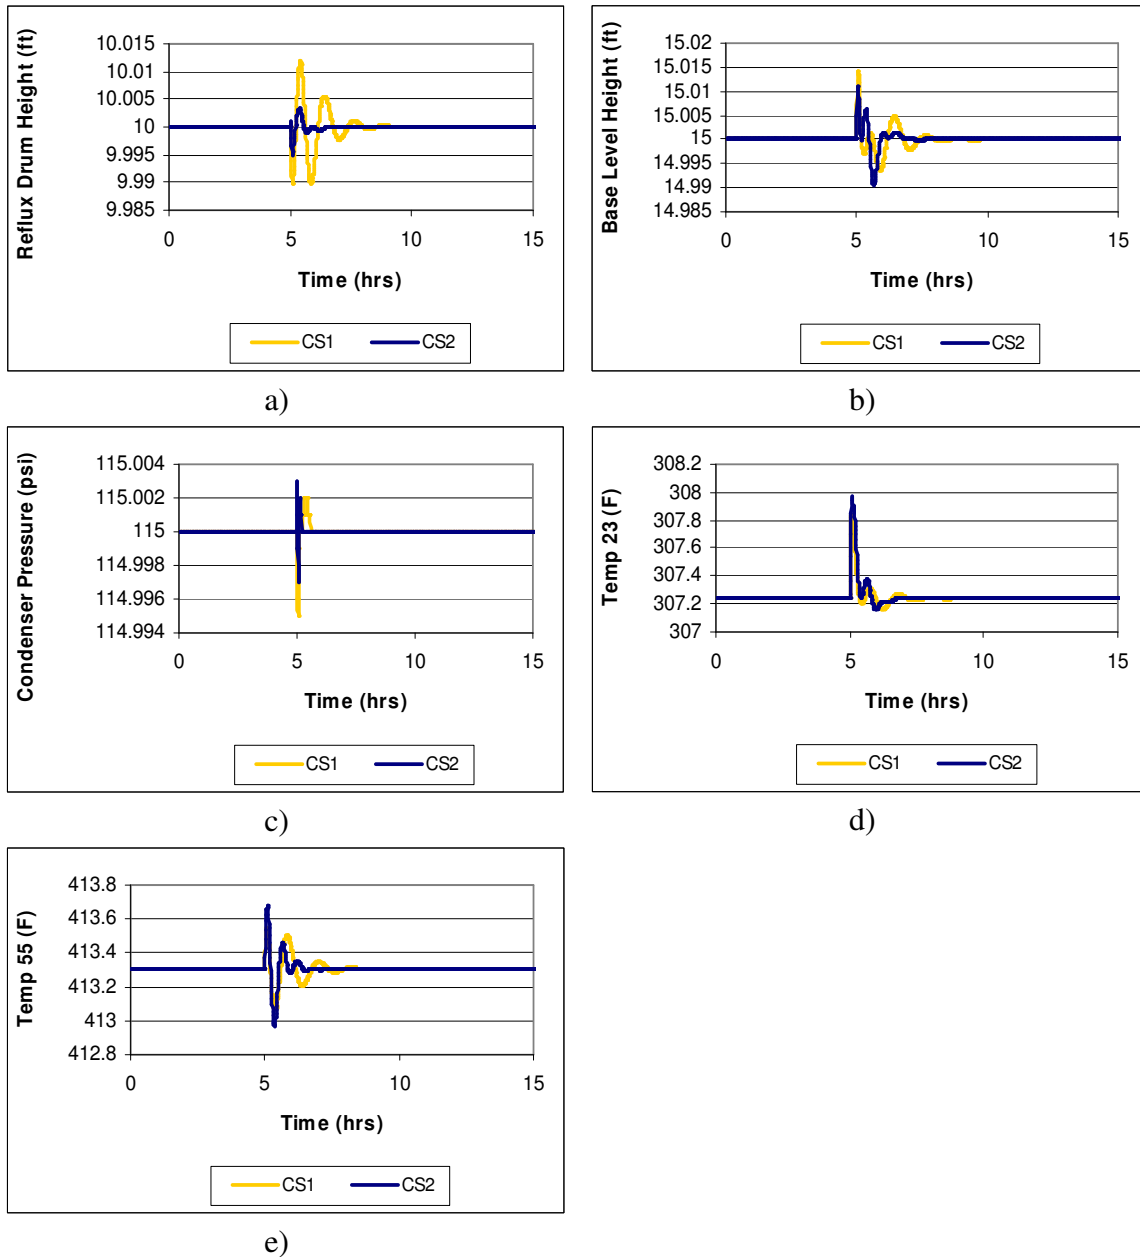 Reflux Drum Height (ft)
10.015
10.01
10.005
10
9.995
9.99
9.985
0 5 10 15
Time (hrs)
CS1 CS2
a)
Base Level Height (ft)
15.02
15.015
15.01
15.005
15
14.995
14.99
14.985
0 5 10 15
Time (hrs)
CS1 CS2
b)
Condenser Pressure (psi)
115.004
115.002
115
114.998
114.996
114.994
0 5 10 15
Time (hrs)
CS1 CS2
c)
Temp 23 (F)
308.2
308
307.8
307.6
307.4
307.2
307
0 5 10 15
Time (hrs)
CS1 CS2
d)
Temp 55 (F)
413.8
413.6
413.4
413.2
413
412.8
0 5 10 15
Time (hrs)
CS1 CS2
e)